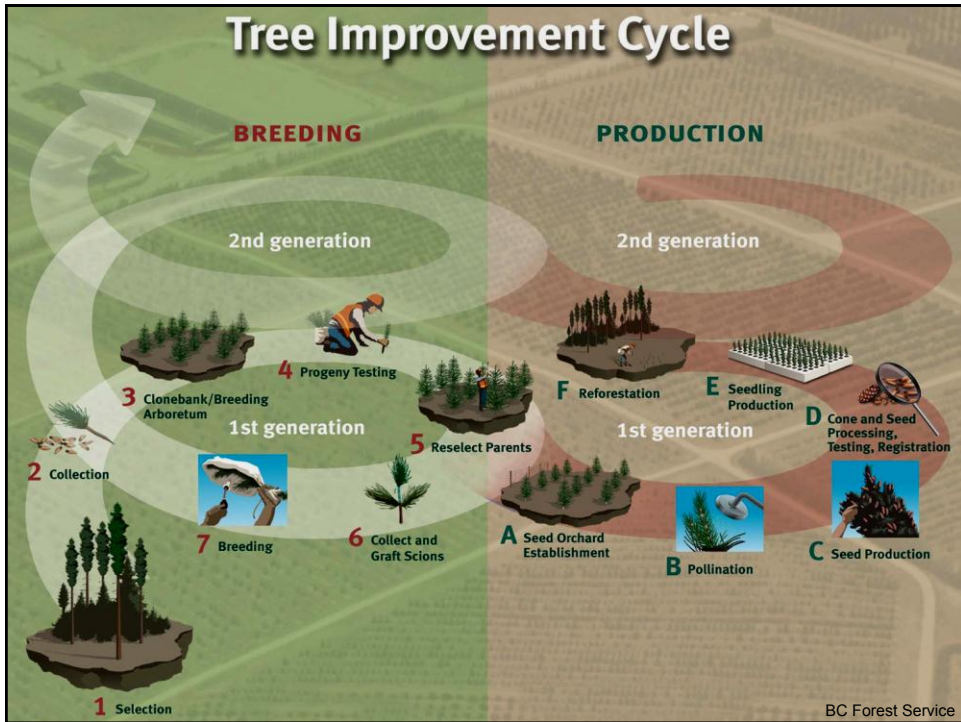 Tree Improvement Cycle
BREEDING
PRODUCTION
2nd generation
2nd generation
1st generation
1st generation
1 Selection
2 Collection
3 Clonebank/Breeding
Arboretum
4 Progeny Testing
5 Reselect Parents
6 Collect and
Graft Scions
7 Breeding
A Seed Orchard
Establishment
B Pollination
C Seed Production
D Cone and Seed
Processing,
Testing, Registration
E Seedling
Production
F Reforestation
BC Forest Service